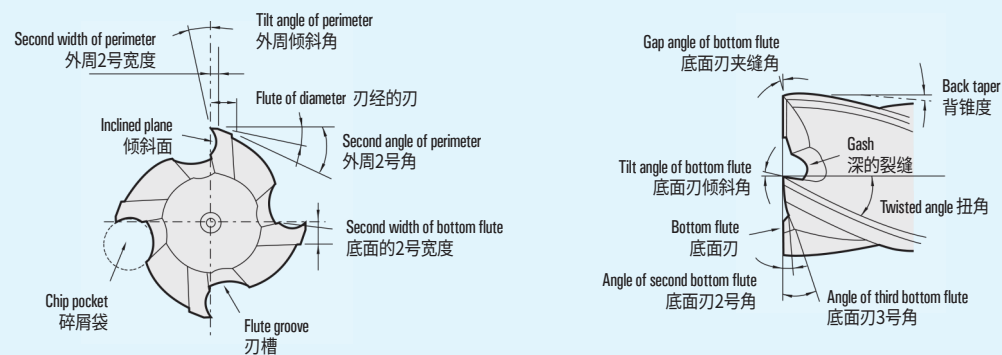 Tilt angle of perimeter
外周倾斜角
Second width of perimeter
外周2号宽度
Flute of diameter 刃经的刃
Inclined plane
倾斜面
Second angle of perimeter
外周2号角
Second width of bottom flute
底面的2号宽度
Chip pocket
碎屑袋
Flute groove
刃槽
Gap angle of bottom flute
底面刃夹缝角
Back taper
背锥度
Gash
深的裂缝
Tilt angle of bottom flute
底面刃倾斜角
Twisted angle 扭角
Bottom flute
底面刃
Angle of second bottom flute
底面刃2号角
Angle of third bottom flute
底面刃3号角